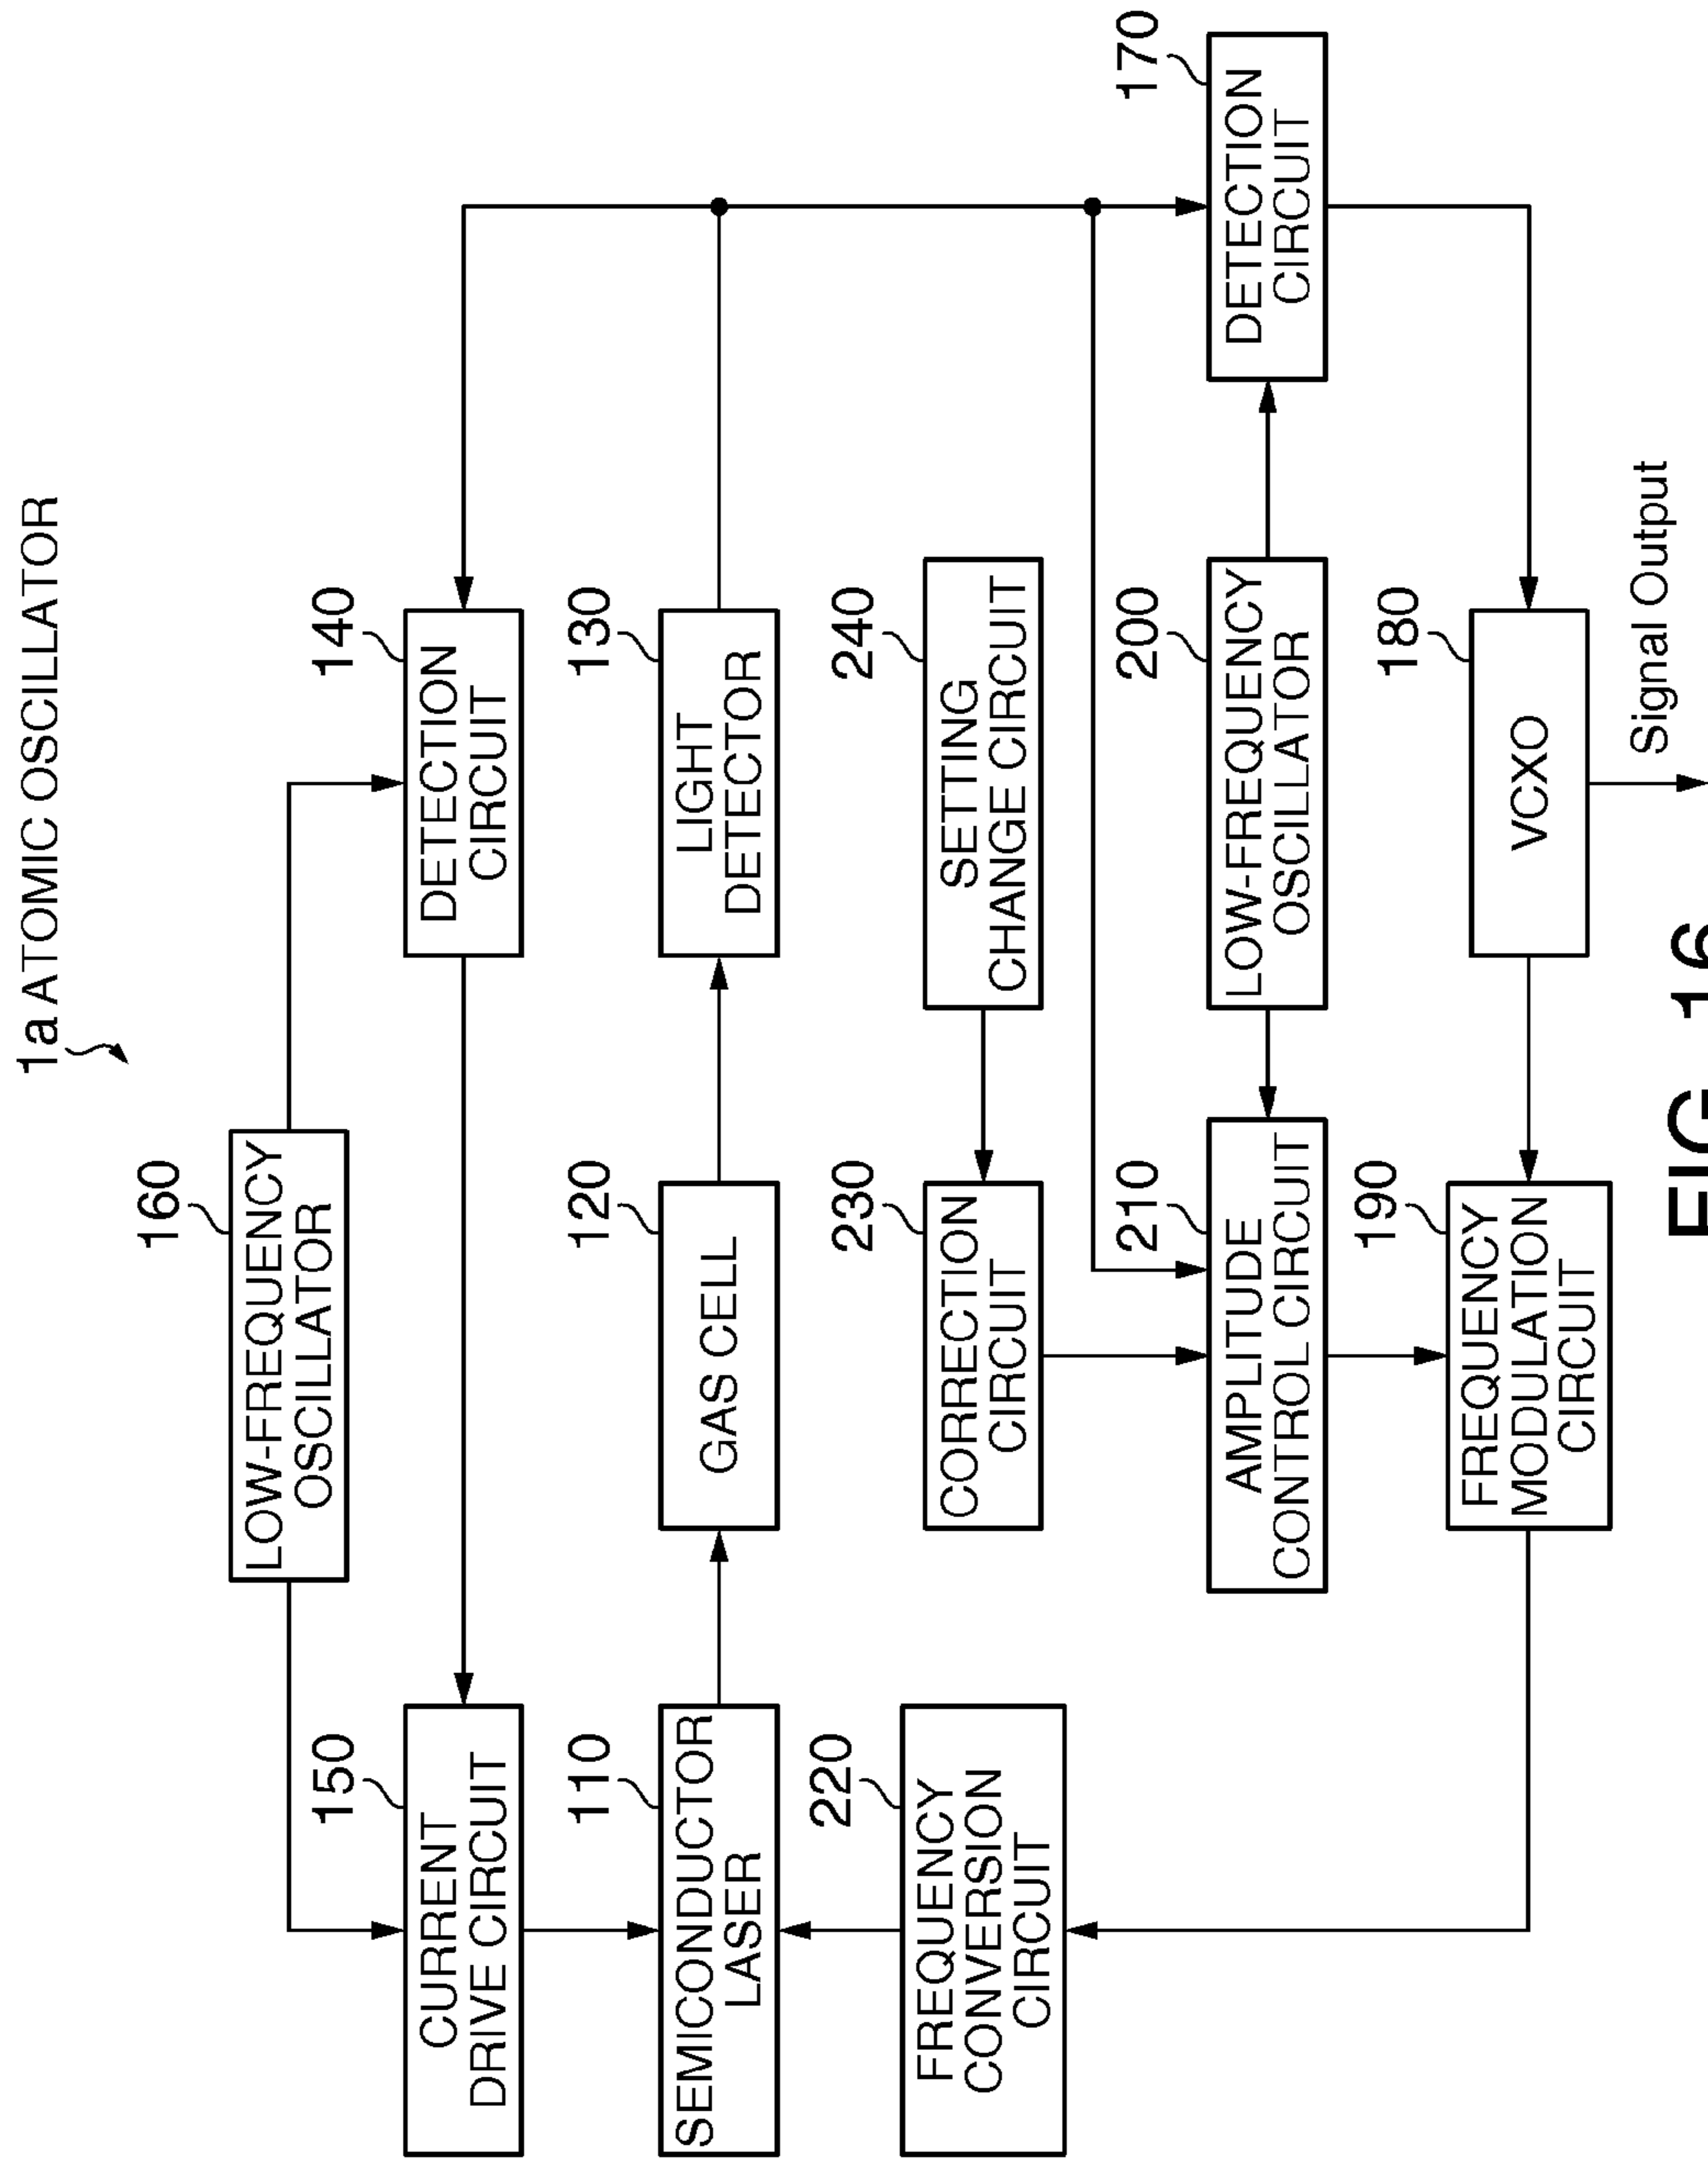 1a ATOMIC OSCILLATOR
160
LOW-FREQUENCY
OSCILLATOR
150
CURRENT
DRIVE CIRCUIT
140
DETECTION
CIRCUIT
110
SEMICONDUCTOR
LASER
120
GAS CELL
130
LIGHT
DETECTOR
220
FREQUENCY
CONVERSION
CIRCUIT
230
CORRECTION
CIRCUIT
240
SETTING
CHANGE CIRCUIT
210
AMPLITUDE
CONTROL CIRCUIT
200
LOW-FREQUENCY
OSCILLATOR
170
DETECTION
CIRCUIT
190
FREQUENCY
MODULATION
CIRCUIT
180
VCXO
Signal Output
FIG. 16